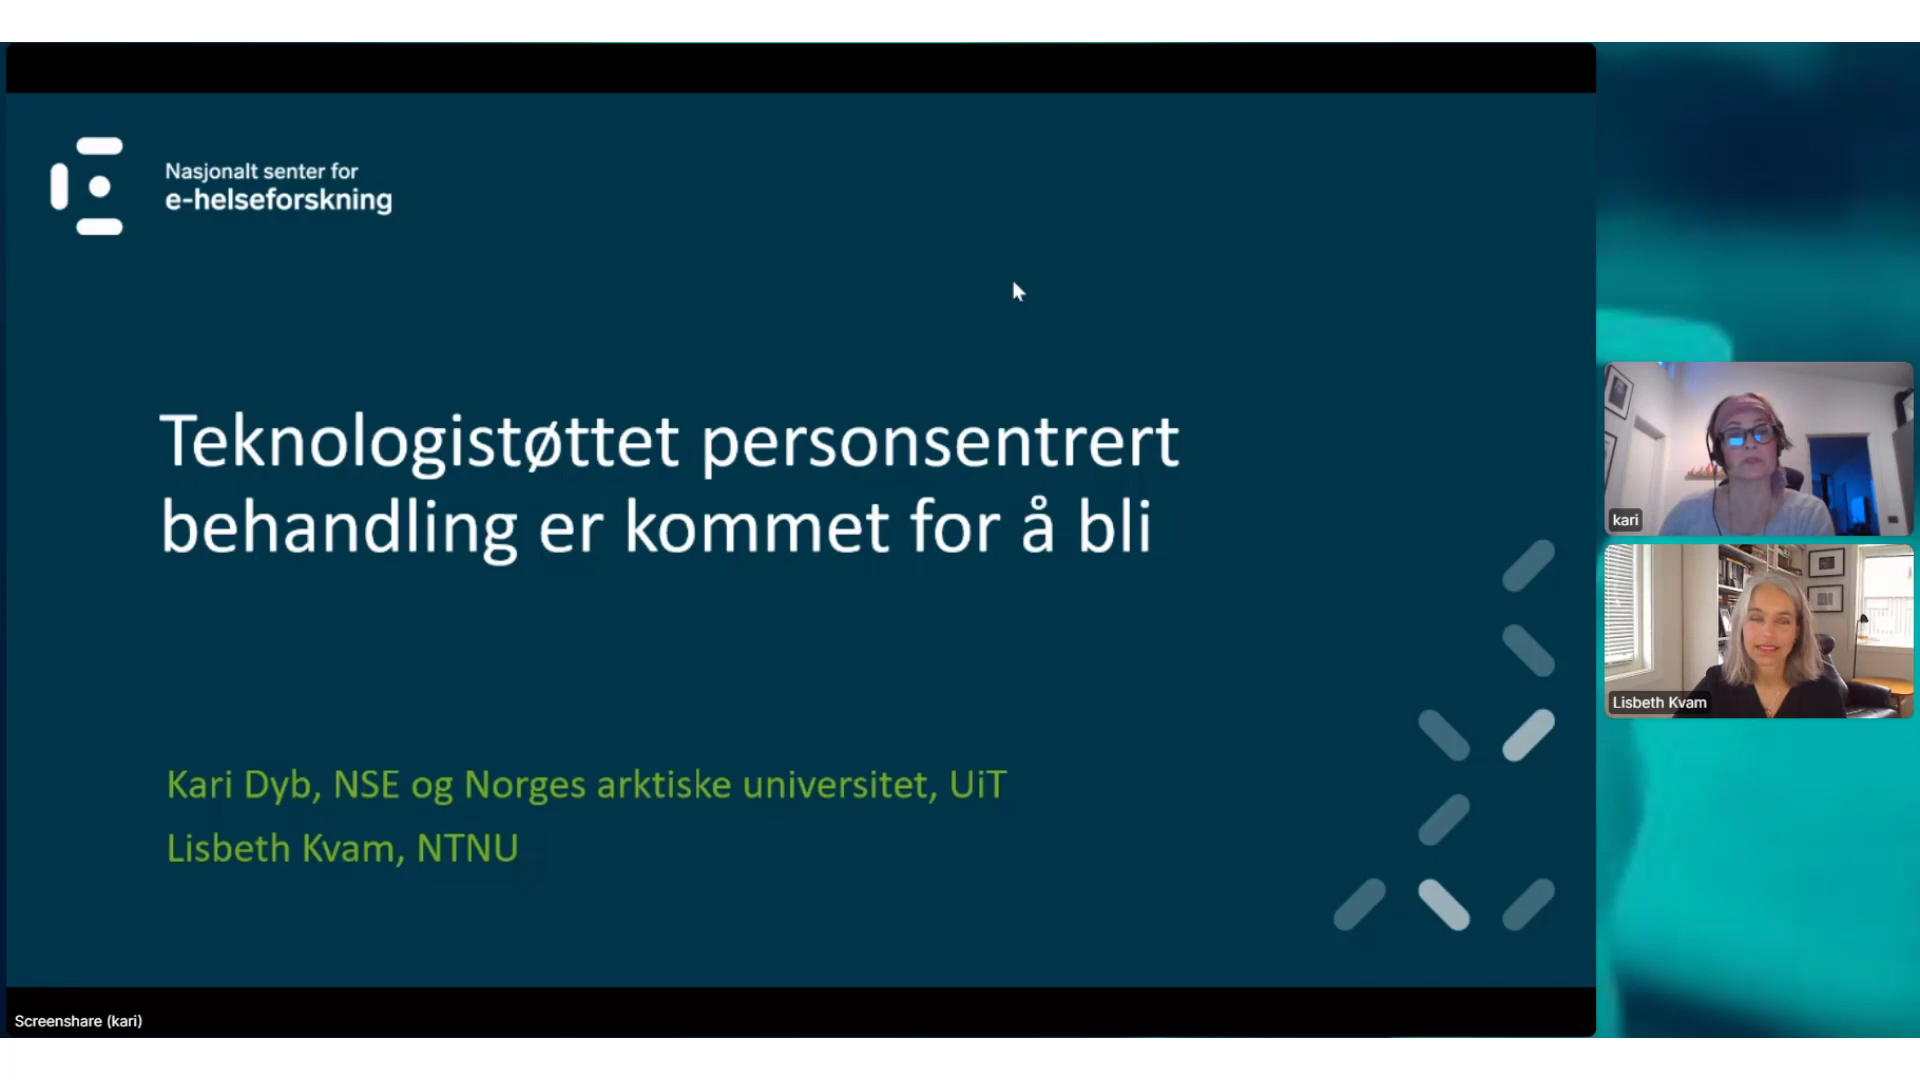 Nasjonalt senter for
e-helseforskning
Teknologistøttet personsentrert
behandling er kommet for å bli
Kari Dyb, NSE og Norges arktiske universitet, UiT
Lisbeth Kvam, NTNU
kari
Lisbeth Kvam
Screenshare (kari)